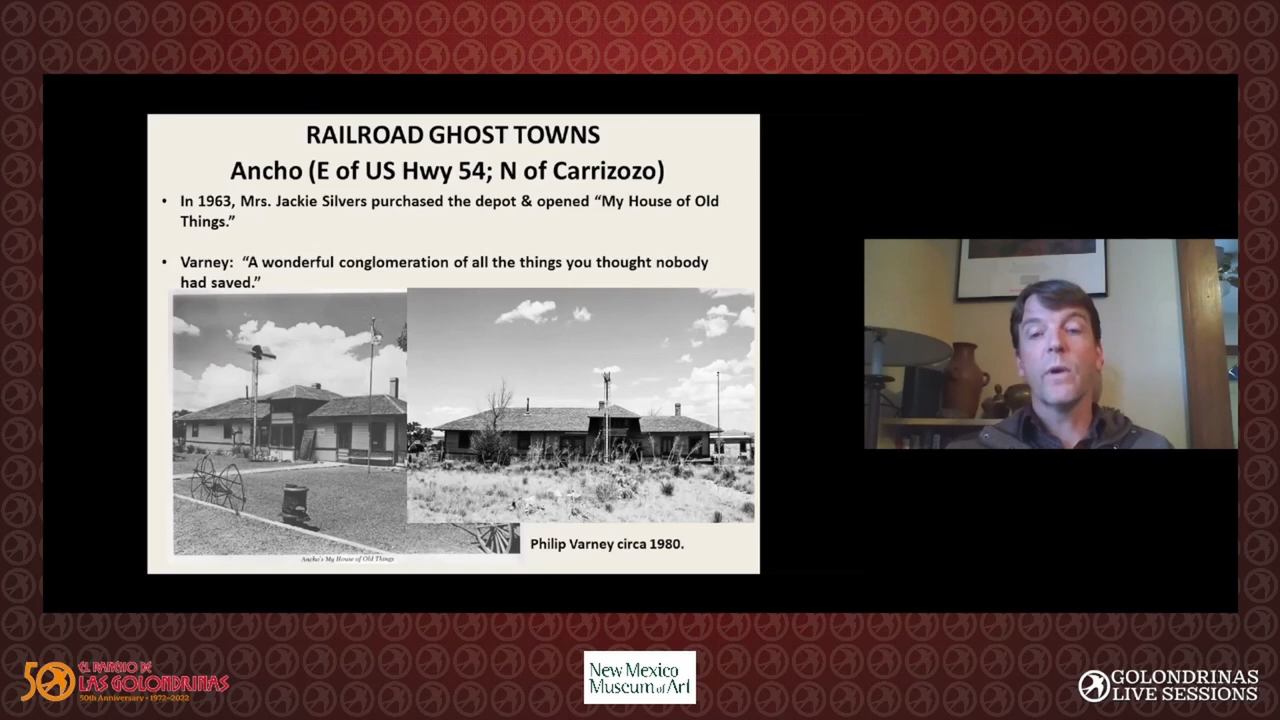 RAILROAD GHOST TOWNS
Ancho (E of US Hwy 54; N of Carrizozo)
• In 1963, Mrs. Jackie Silvers purchased the depot & opened “My House of Old
Things.”
• Varney: “A wonderful conglomeration of all the things you thought nobody
had saved.”
Ancho's My House of Old Things
Philip Varney circa 1980.
50 EL RANCHO DE
LAS GOLONDRINAS
50th Anniversary • 1972-2022
New Mexico
Museum of Art
GOLONDRINAS
LIVE SESSIONS